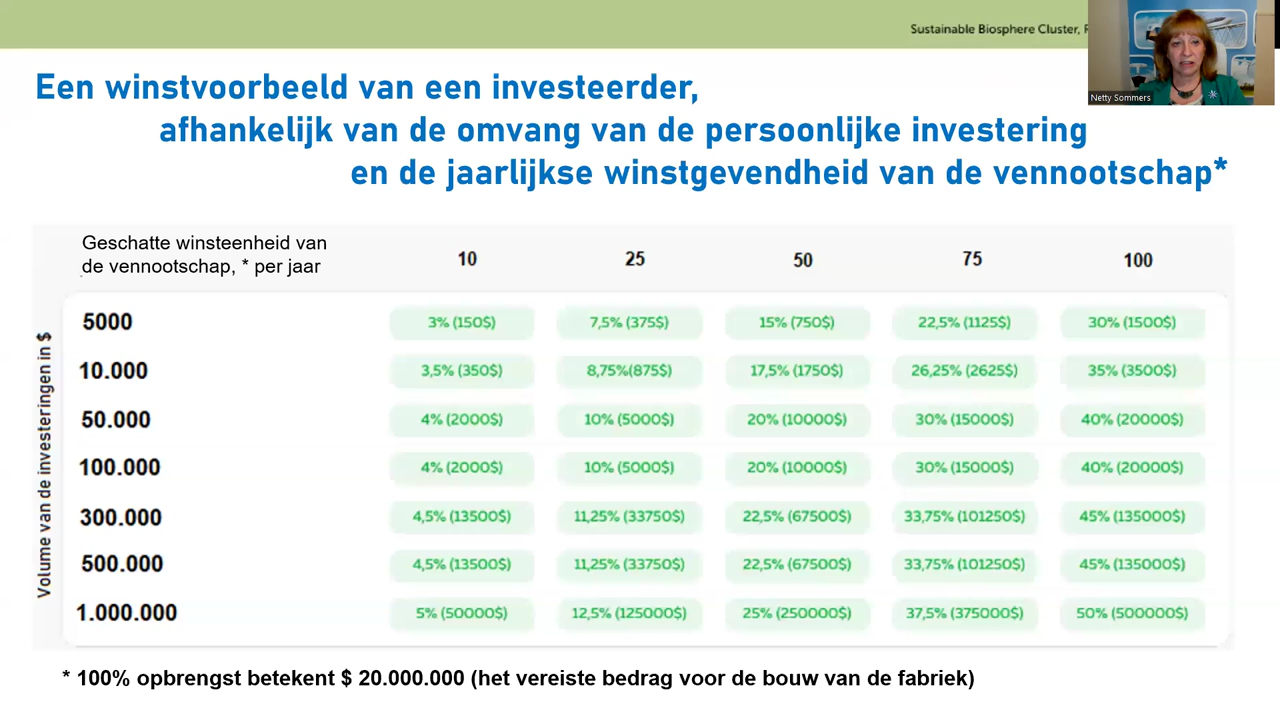 Sustainable Biosphere Cluster,
Netty Sommers
Een winstvoorbeeld van een investeerder,
afhankelijk van de omvang van de persoonlijke investering
en de jaarlijkse winstgevendheid van de vennootschap*
Geschatte winsteenheid van
de vennootschap, * per jaar
10 25 50 75 100
Volume van de investeringen in $
5000 3% (150$) 7,5% (375$) 15% (750$) 22,5% (1125$) 30% (1500$)
10.000 3,5% (350$) 8,75%(875$) 17,5% (1750$) 26,25% (2625$) 35% (3500$)
50.000 4% (2000$) 10% (5000$) 20% (10000$) 30% (15000$) 40% (20000$)
100.000 4% (2000$) 10% (5000$) 20% (10000$) 30% (15000$) 40% (20000$)
300.000 4,5% (13500$) 11,25% (33750$) 22,5% (67500$) 33,75% (101250$) 45% (135000$)
500.000 4,5% (13500$) 11,25% (33750$) 22,5% (67500$) 33,75% (101250$) 45% (135000$)
1.000.000 5% (50000$) 12,5% (125000$) 25% (250000$) 37,5% (375000$) 50% (500000$)
* 100% opbrengst betekent $ 20.000.000 (het vereiste bedrag voor de bouw van de fabriek)